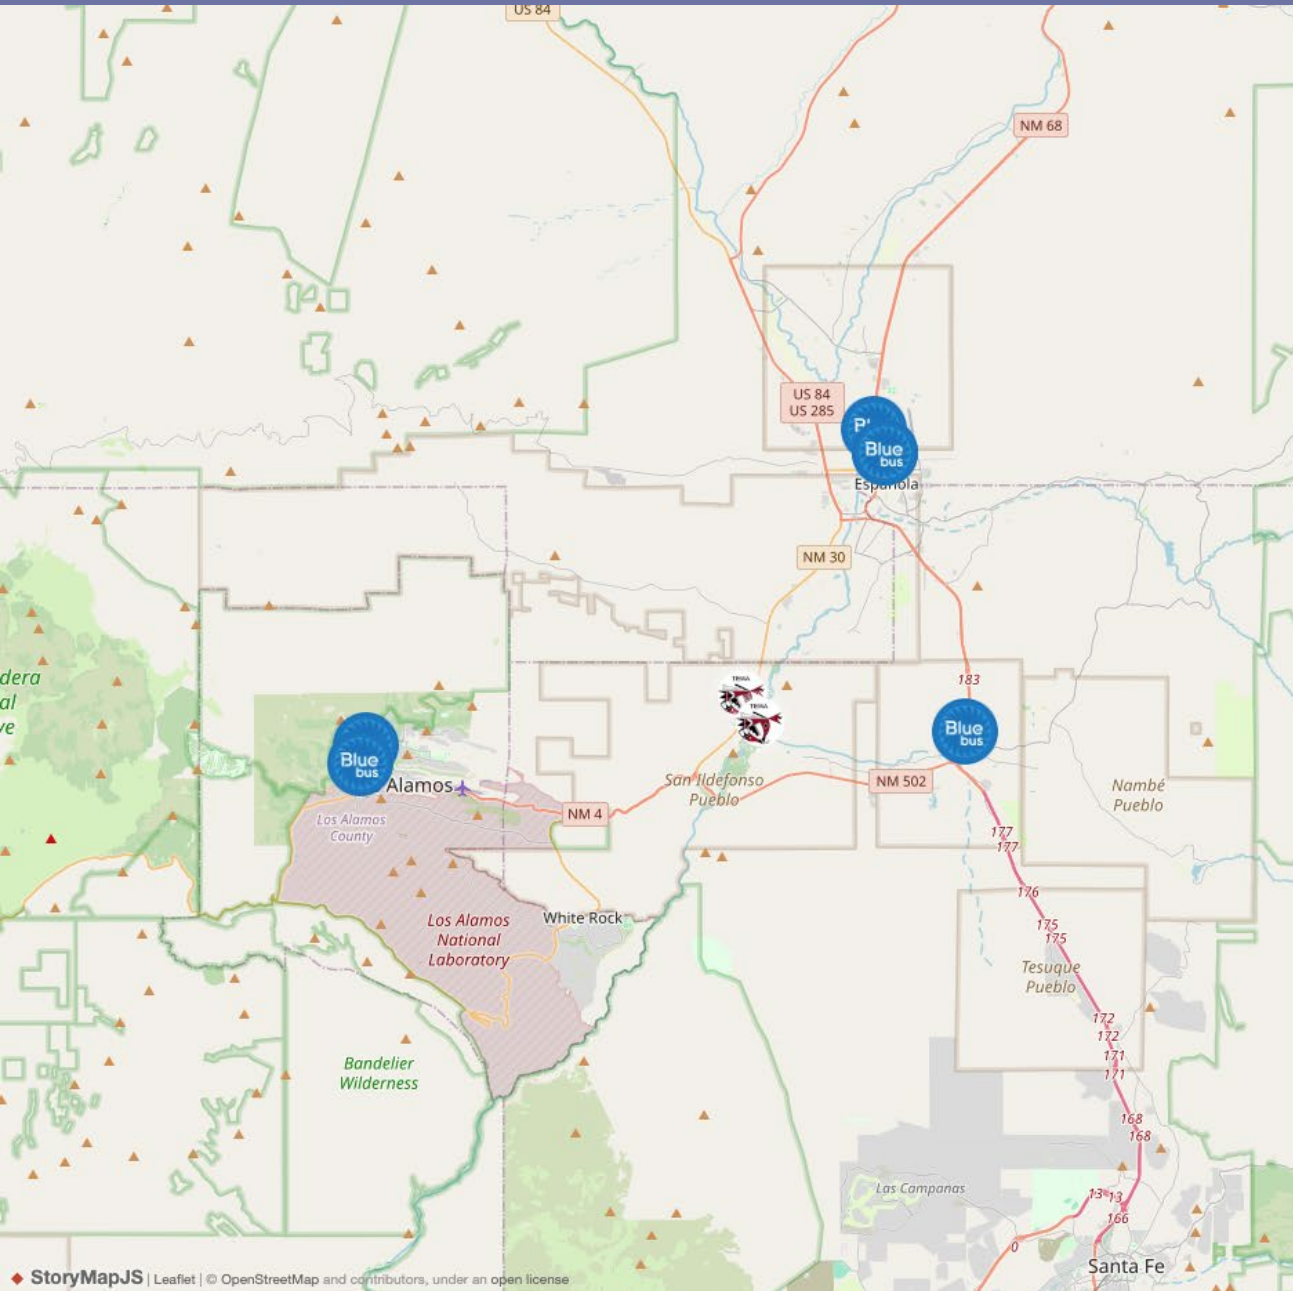 US 84
NM 68
US 84
US 285
Blue
bus
Española
NM 30
TEWA
TEWA
183
dera
al
ve
Blue
bus
Blue
bus
Alamos
San Ildefonso
Pueblo
NM 502
Nambé
Pueblo
NM 4
Los Alamos
County
177
177
176
Los Alamos
National
Laboratory
White Rock
175
175
Tesuque
Pueblo
172
172
171
171
Bandelier
Wilderness
168
168
Las Campanas
13
13
166
0
Santa Fe
StoryMapJS | Leaflet | © OpenStreetMap and contributors, under an open license